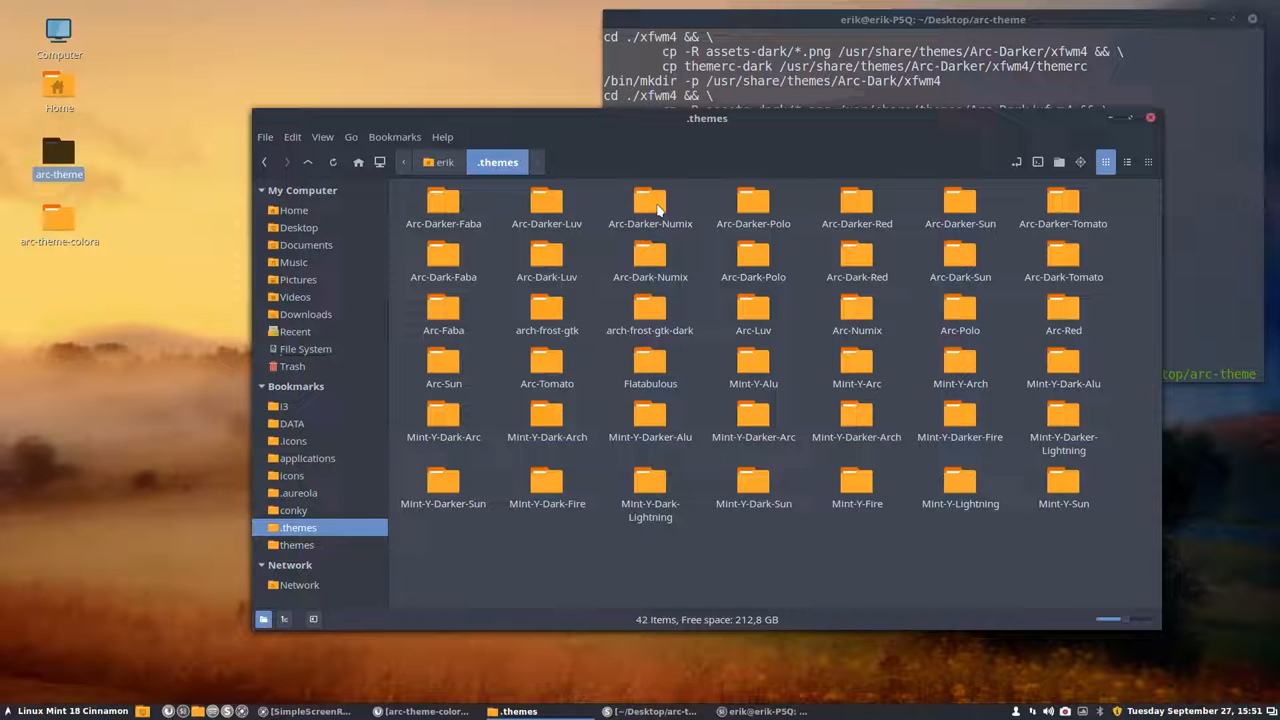 Computer
Home
arc-theme
arc-theme-colora
erik@erik-P5Q: ~/Desktop/arc-theme
cd ./xfwm4 && \
cp -R assets-dark/*.png /usr/share/themes/Arc-Darker/xfwm4 && \
cp themerc-dark /usr/share/themes/Arc-Darker/xfwm4/themerc
/bin/mkdir -p /usr/share/themes/Arc-Dark/xfwm4
cd ./xfwm4 && \
top/arc-theme
.themes
File Edit View Go Bookmarks Help
erik .themes
My Computer
Home
Desktop
Documents
Music
Pictures
Videos
Downloads
Recent
File System
Trash
Bookmarks
i3
DATA
.icons
applications
icons
.aureola
conky
.themes
themes
Network
Network
Arc-Darker-Faba Arc-Darker-Luv Arc-Darker-Numix Arc-Darker-Polo Arc-Darker-Red Arc-Darker-Sun Arc-Darker-Tomato
Arc-Dark-Faba Arc-Dark-Luv Arc-Dark-Numix Arc-Dark-Polo Arc-Dark-Red Arc-Dark-Sun Arc-Dark-Tomato
Arc-Faba arch-frost-gtk arch-frost-gtk-dark Arc-Luv Arc-Numix Arc-Polo Arc-Red
Arc-Sun Arc-Tomato Flatabulous Mint-Y-Alu Mint-Y-Arc Mint-Y-Arch Mint-Y-Dark-Alu
Mint-Y-Dark-Arc Mint-Y-Dark-Arch Mint-Y-Darker-Alu Mint-Y-Darker-Arc Mint-Y-Darker-Arch Mint-Y-Darker-Fire Mint-Y-Darker-
Lightning
Mint-Y-Darker-Sun Mint-Y-Dark-Fire Mint-Y-Dark- Mint-Y-Dark-Sun Mint-Y-Fire Mint-Y-Lightning Mint-Y-Sun
Lightning
42 Items, Free space: 212,8 GB
Linux Mint 18 Cinnamon [SimpleScreenR... [arc-theme-color... .themes [~/Desktop/arc-t... erik@erik-P5Q: ... Tuesday September 27, 15:51